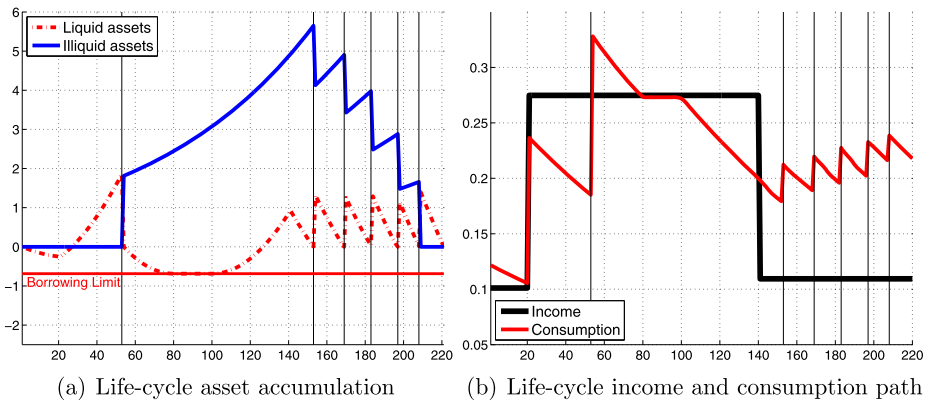 Liquid assets
Illiquid assets
6
5
4
3
2
1
0
−1
−2
Borrowing Limit
20 40 60 80 100 120 140 160 180 200 220
(a) Life-cycle asset accumulation
0.3
0.25
0.2
0.15
0.1
0.05
Income
Consumption
20 40 60 80 100 120 140 160 180 200 220
(b) Life-cycle income and consumption path